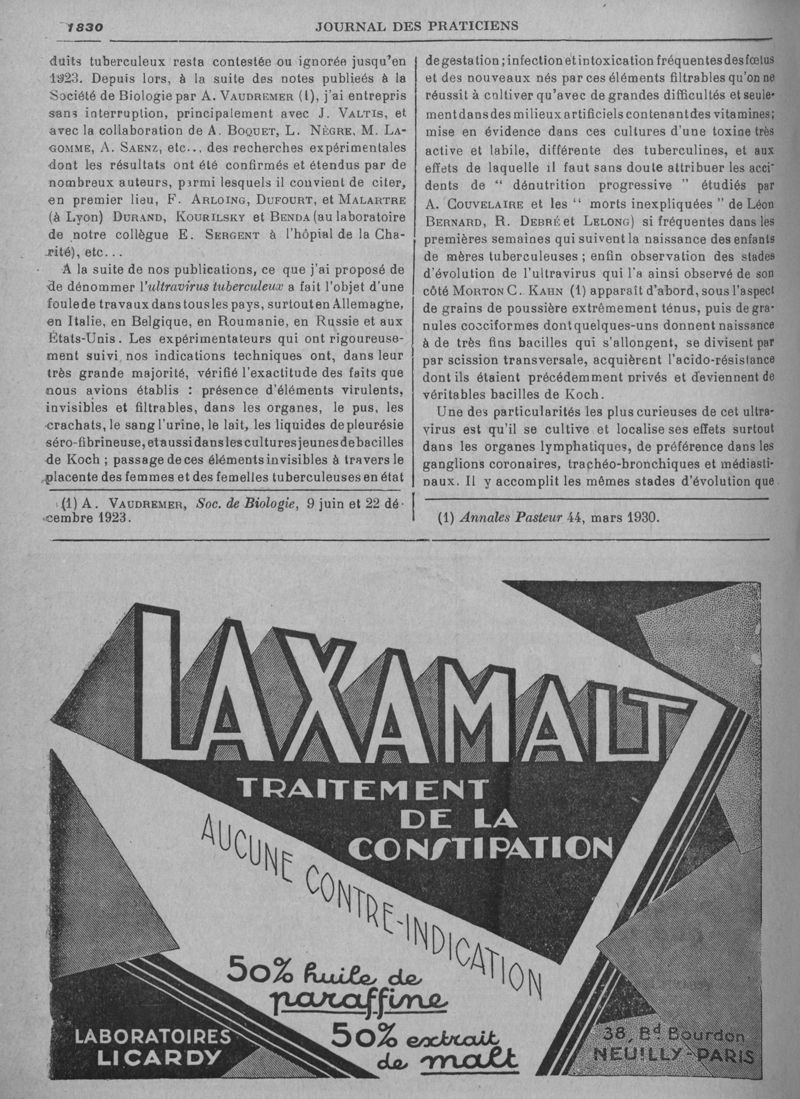 1830 JOURNAL DES PRATICIENS
duits tuberculeux resta contestée ou ignorée jusqu'en
1923. Depuis lors, à la suite des notes publiées à la
Société de Biologie par A. VAUDREMER (1), j'ai entrepris
sans interruption, principalement avec J. VALTIS, et
avec la collaboration de A. BOQUET, L. NÈGRE, M. LA-
GOMME, A. SAENZ, etc... des recherches expérimentales
dont les résultats ont été confirmés et étendus par de
nombreux auteurs, parmi lesquels il convient de citer,
en premier lieu, F. ARLOING, DUFOURT, et MALARTRE
(à Lyon) DURAND, KOURILSKY et BENDA (au laboratoire
de notre collègue E. SERGENT à l'hôpial de la Cha-
rité), etc...
A la suite de nos publications, ce que j'ai proposé de
de dénommer l'ultravirus tuberculeux a fait l'objet d'une
foule de travaux dans tous les pays, surtout en Allemagne,
en Italie, en Belgique, en Roumanie, en Russie et aux
États-Unis. Les expérimentateurs qui ont rigoureuse-
ment suivi nos indications techniques ont, dans leur
très grande majorité, vérifié l'exactitude des faits que
nous avions établis : présence d'éléments virulents,
invisibles et filtrables, dans les organes, le pus, les
crachats, le sang l'urine, le lait, les liquides de pleurésie
séro-fibrineuse, et aussi dans les cultures jeunes de bacilles
de Koch ; passage de ces éléments invisibles à travers le
placente des femmes et des femelles tuberculeuses en état
(1) A. VAUDREMER, Soc. de Biologie, 9 juin et 22 dé-
cembre 1923.
de gestation ; infection et intoxication fréquentes des fœtus
et des nouveaux nés par ces éléments filtrables qu'on ne
réussit à cnltiver qu'avec de grandes difficultés et seule-
ment dans des milieux artificiels contenant des vitamines ;
mise en évidence dans ces cultures d'une toxine très
active et labile, différente des tuberculines, et aux
effets de laquelle il faut sans doute attribuer les acci-
dents de " dénutrition progressive " étudiés par
A. COUVELAIRE et les " morts inexpliquées " de Léon
BERNARD, R. DEBRÉ et LELONG) si fréquentes dans les
premières semaines qui suivent la naissance des enfants
de mères tuberculeuses ; enfin observation des stades
d'évolution de l'ultravirus qui l'a ainsi observé de son
côté MORTON C. KAHN (1) apparaît d'abord, sous l'aspect
de grains de poussière extrêmement ténus, puis de gra-
nules cocciformes dont quelques-uns donnent naissance
à de très fins bacilles qui s'allongent, se divisent par
par scission transversale, acquièrent l'acido-résistance
dont ils étaient précédemment privés et deviennent de
véritables bacilles de Koch.
Une des particularités les plus curieuses de cet ultra-
virus est qu'il se cultive et localise ses effets surtout
dans les organes lymphatiques, de préférence dans les
ganglions coronaires, trachéo-bronchiques et médiasti-
naux. Il y accomplit les mêmes stades d'évolution que
(1) Annales Pasteur 44, mars 1930.
LAXAMALT
TRAITEMENT
DE LA
CONSTIPATION
AUCUNE CONTRE-INDICATION
50% huile de
paraffine
50% extrait
de malt
LABORATOIRES
LICARDY
38, Bd Bourdon
NEUILLY-PARIS